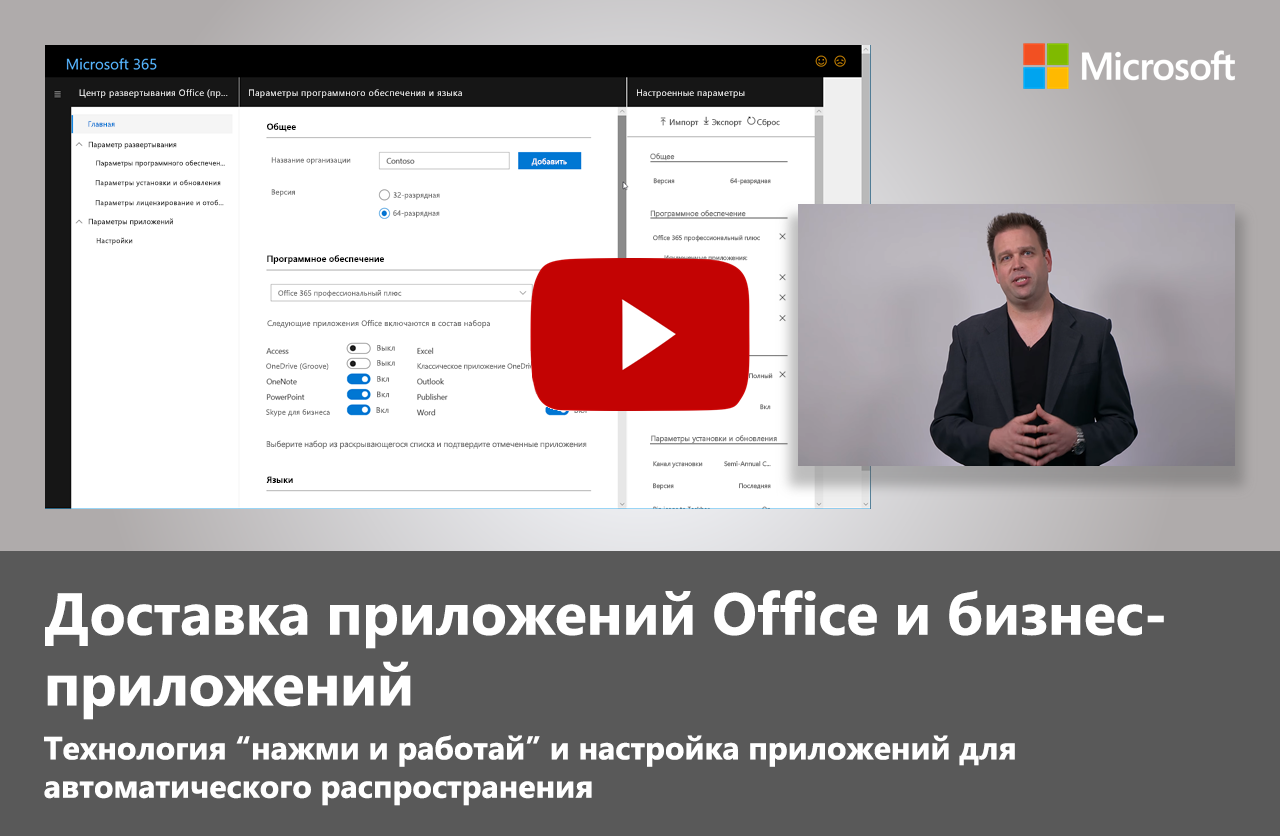 Microsoft 365
Microsoft
Центр развертывания Office (пр...
Параметры программного обеспечения и языка
Настроенные параметры
Главная
Параметр развертывания
Параметры программного обеспечен...
Параметры установки и обновления
Параметры лицензирование и отоб...
Параметры приложений
Настройки
Общее
Название организации
Contoso
Добавить
Версия
32-разрядная
64-разрядная
Программное обеспечение
Office 365 профессиональный плюс
Следующие приложения Office включаются в состав набора
Access Выкл Excel
OneDrive (Groove) Выкл Классическое приложение OneDriv
OneNote Вкл Outlook
PowerPoint Вкл Publisher
Skype для бизнеса Вкл Word
Выберите набор из раскрывающегося списка и подтвердите отмеченные приложения
Языки
Импорт Экспорт Сброс
Общее
Версия 64-разрядная
Программное обеспечение
Office 365 профессиональный плюс
Полный
Вкл
Параметры установки и обновления
Канал установки Semi-Annual C...
Версия Последняя
Доставка приложений Office и бизнес-
приложений
Технология “нажми и работай” и настройка приложений для
автоматического распространения